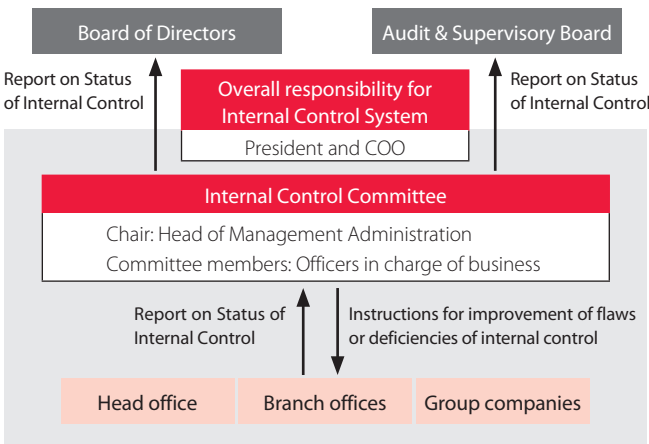 Board of Directors
Audit & Supervisory Board
Report on Status
of Internal Control
Overall responsibility for
Internal Control System
President and COO
Report on Status
of Internal Control
Internal Control Committee
Chair: Head of Management Administration
Committee members: Officers in charge of business
Report on Status of
Internal Control
Instructions for improvement of flaws
or deficiencies of internal control
Head office
Branch offices
Group companies